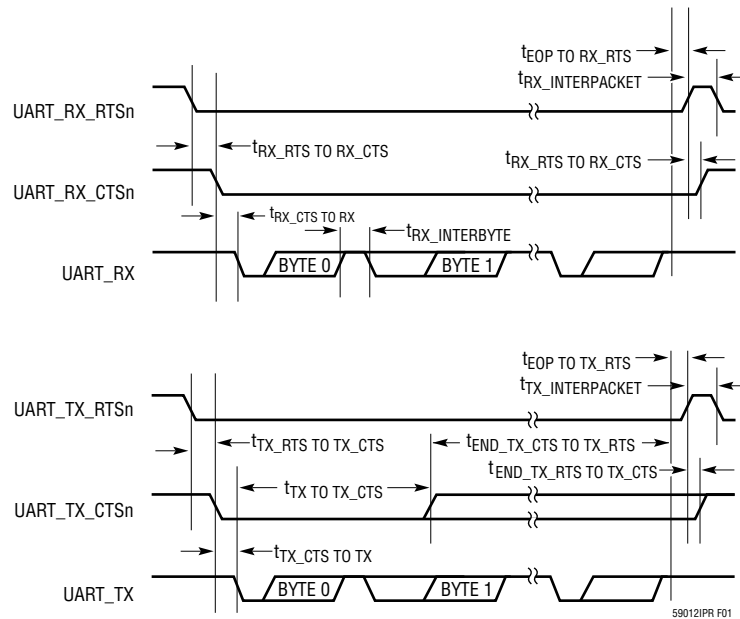 tEOP TO RX_RTS
tRX_INTERPACKET
UART_RX_RTSn
tRX_RTS TO RX_CTS
tRX_RTS TO RX_CTS
UART_RX_CTSn
tRX_CTS TO RX
tRX_INTERBYTE
UART_RX
BYTE 0
BYTE 1
tEOP TO TX_RTS
tTX_INTERPACKET
UART_TX_RTSn
tTX_RTS TO TX_CTS
tEND_TX_CTS TO TX_RTS
tEND_TX_RTS TO TX_CTS
tTX TO TX_CTS
UART_TX_CTSn
tTX_CTS TO TX
UART_TX
BYTE 0
BYTE 1
59012IPR F01